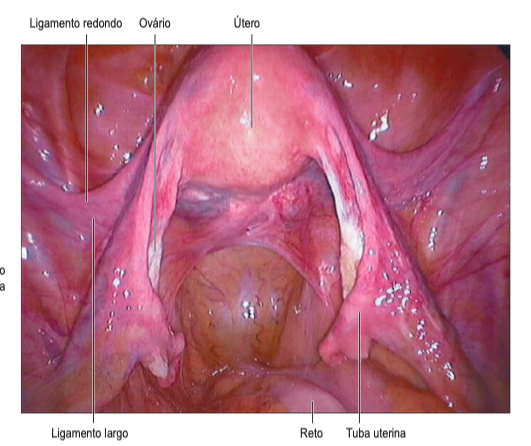 Ligamento redondo
Ovário
Útero
o
a
Ligamento largo
Reto
Tuba uterina